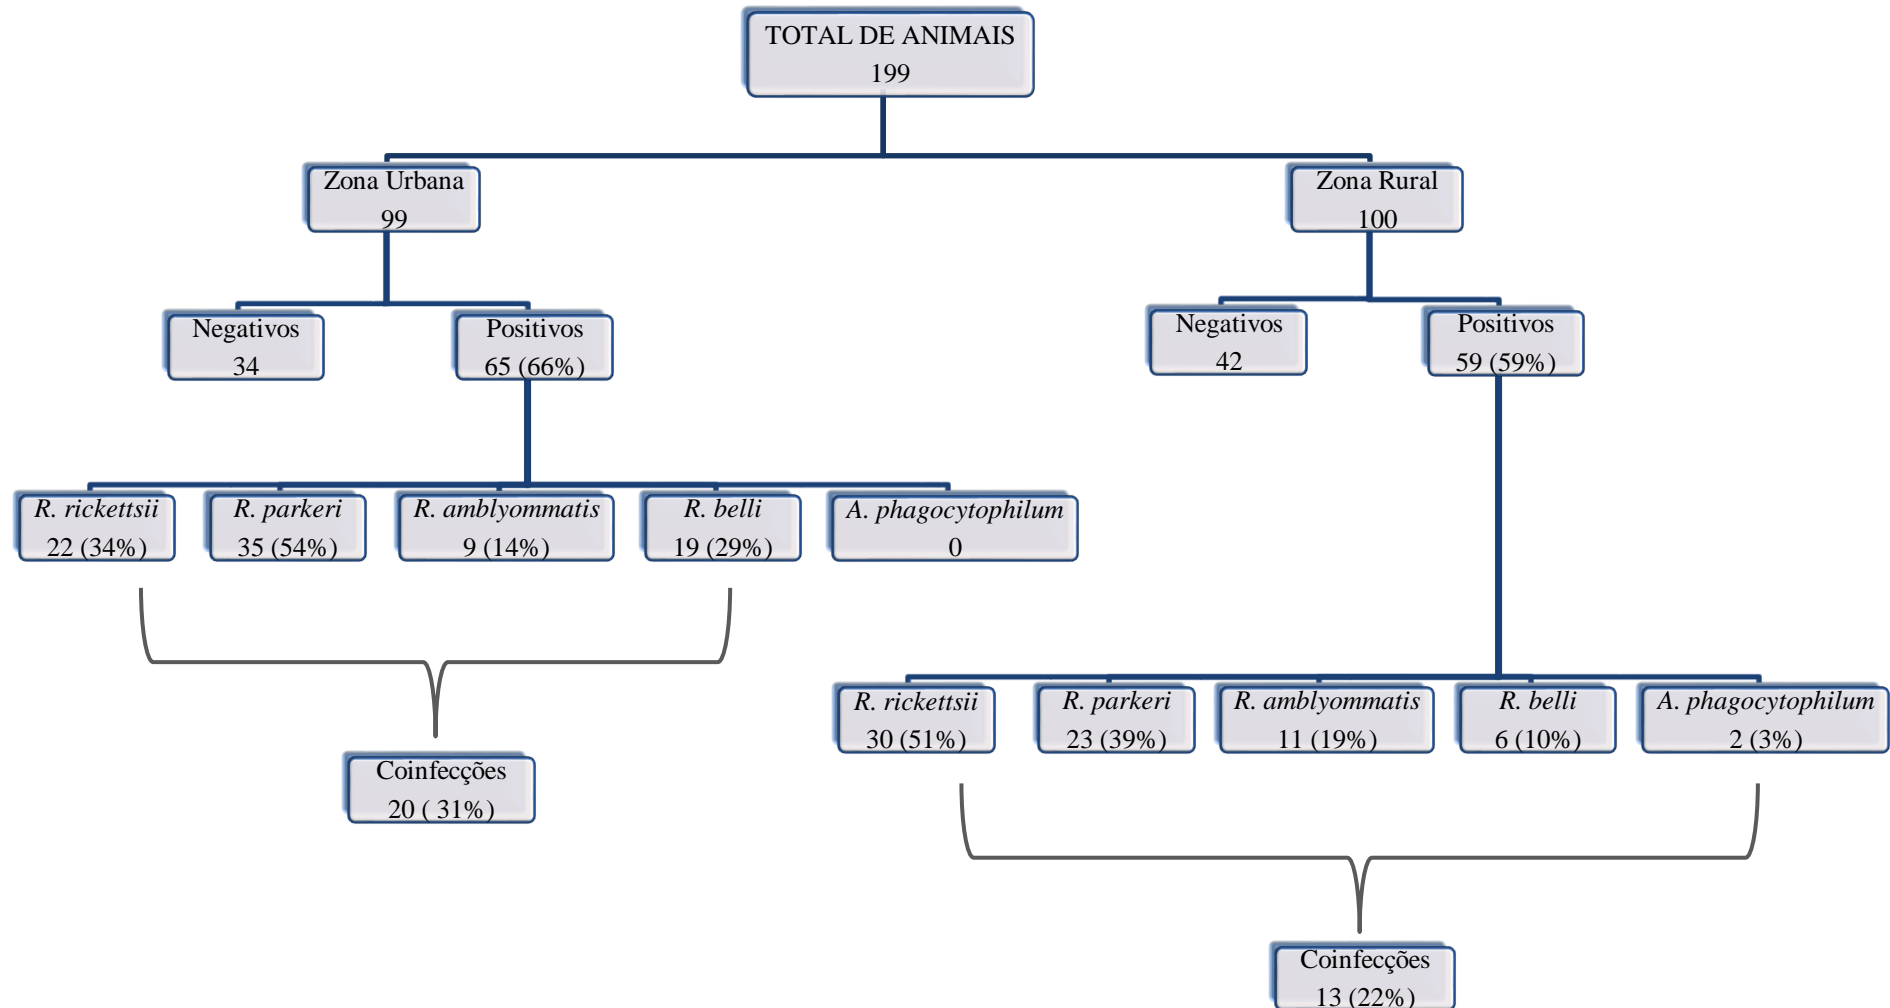 TOTAL DE ANIMAIS
199
Zona Urbana
99
Zona Rural
100
Negativos
34
Positivos
65 (66%)
Negativos
42
Positivos
59 (59%)
R. rickettsii
22 (34%)
R. parkeri
35 (54%)
R. amblyommatis
9 (14%)
R. belli
19 (29%)
A. phagocytophilum
0
R. rickettsii
30 (51%)
R. parkeri
23 (39%)
R. amblyommatis
11 (19%)
R. belli
6 (10%)
A. phagocytophilum
2 (3%)
Coinfecções
20 ( 31%)
Coinfecções
13 (22%)